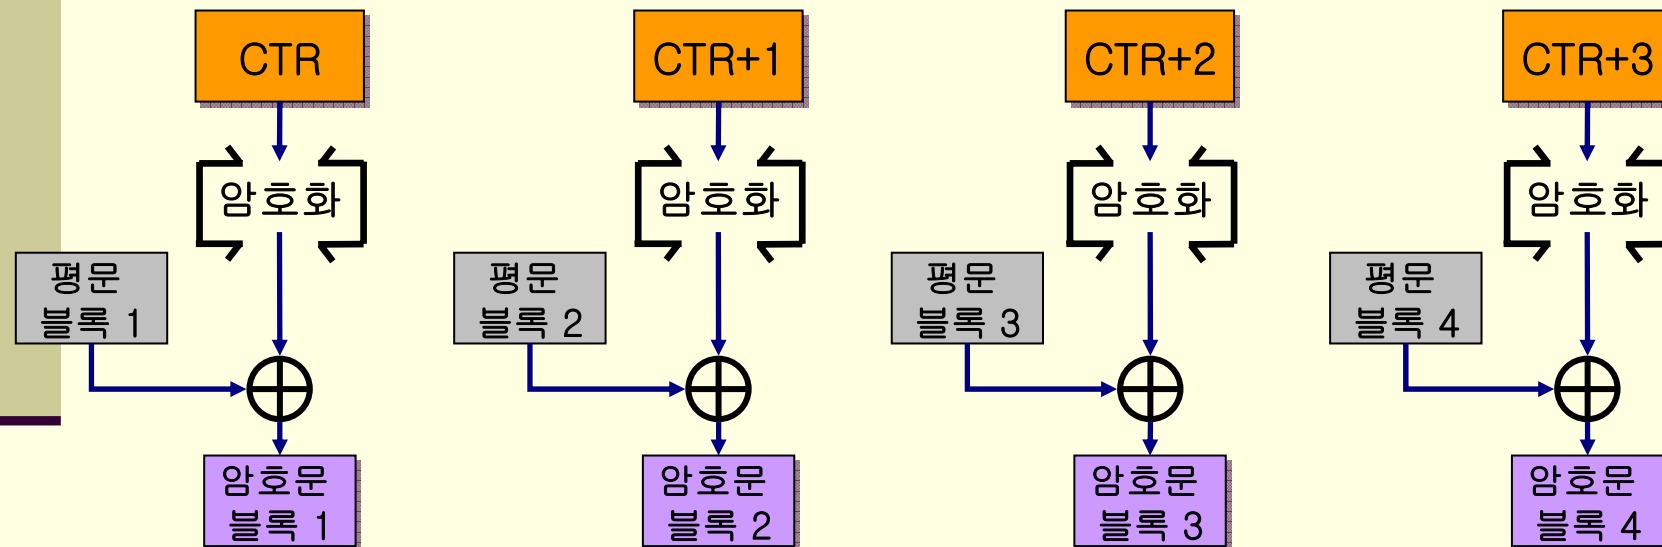 CTR
CTR+1
CTR+2
CTR+3
암호화
암호화
암호화
암호화
평문
블록 1
평문
블록 2
평문
블록 3
평문
블록 4
암호문
블록 1
암호문
블록 2
암호문
블록 3
암호문
블록 4